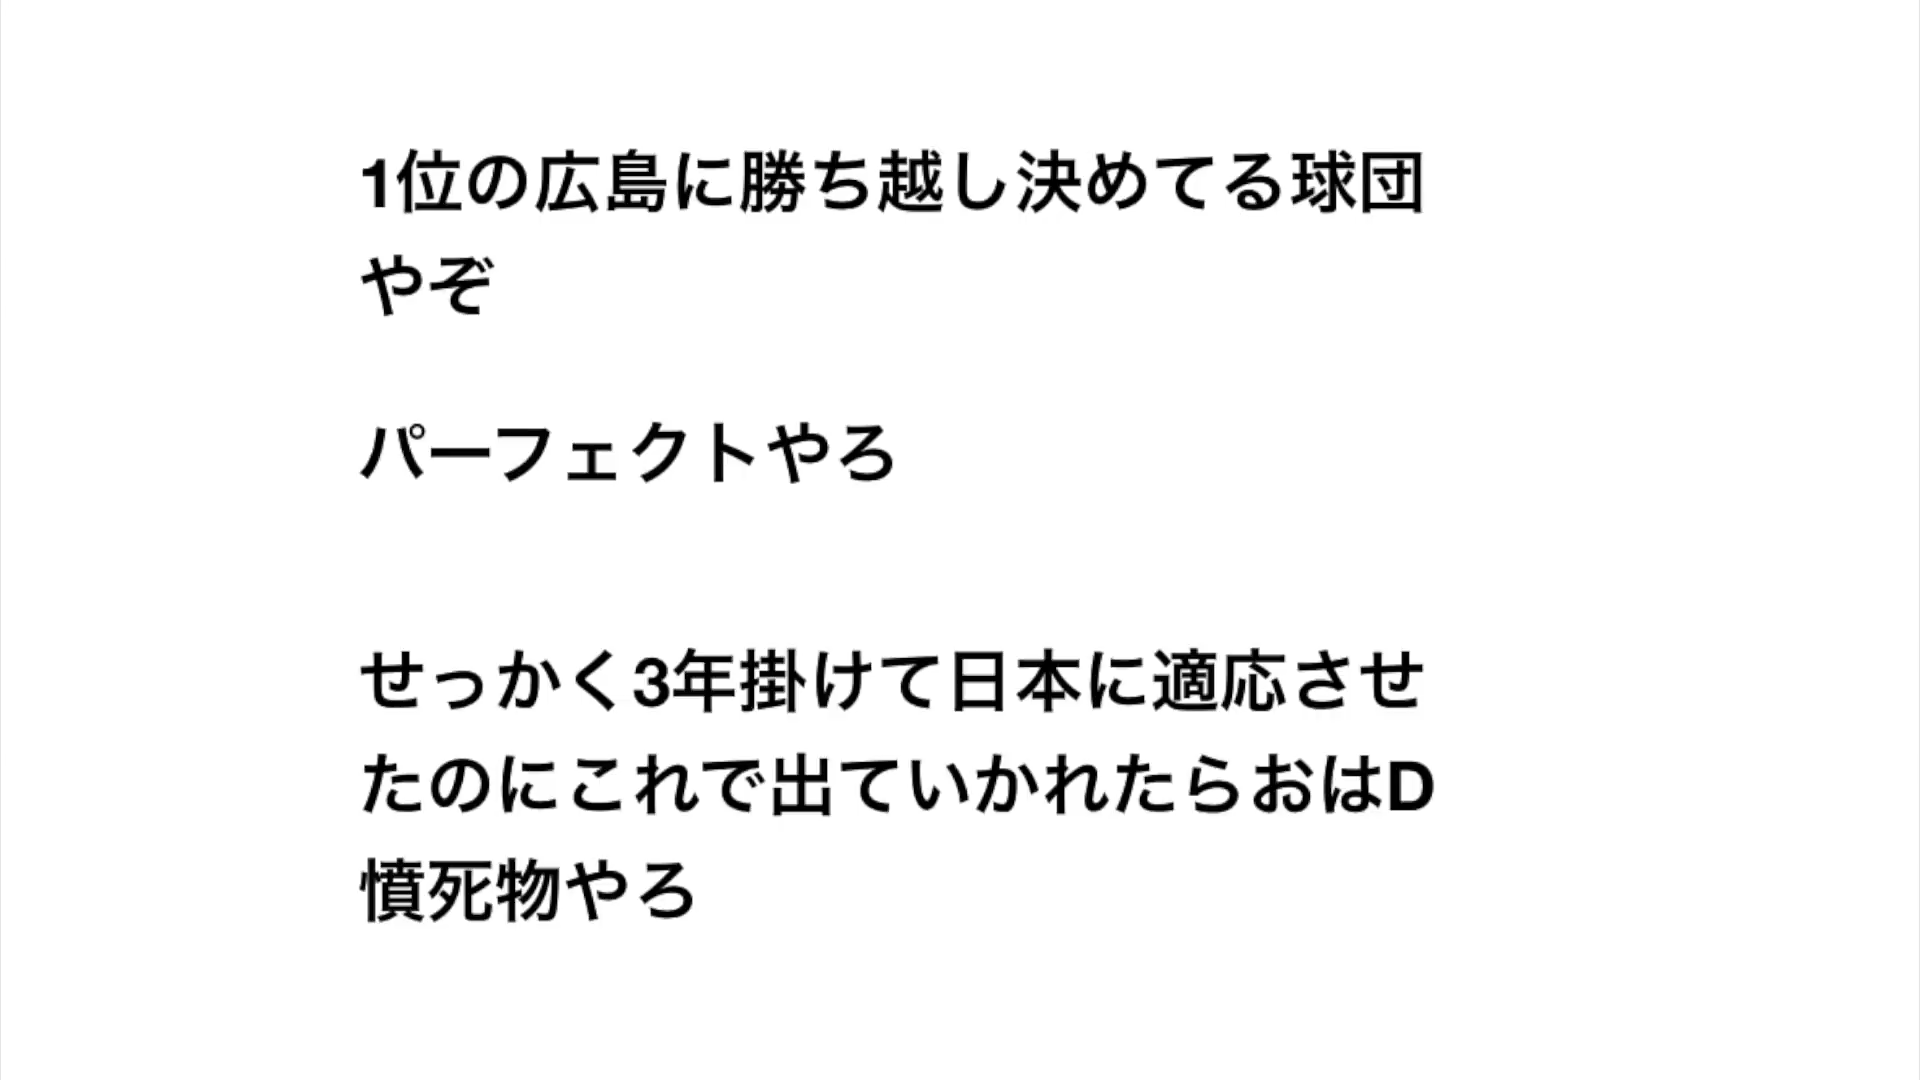 1位の広島に勝ち越し決めてる球団
やぞ
パーフェクトやろ
せっかく3年掛けて日本に適応させ
たのにこれで出ていかれたらおはD
憤死物やろ